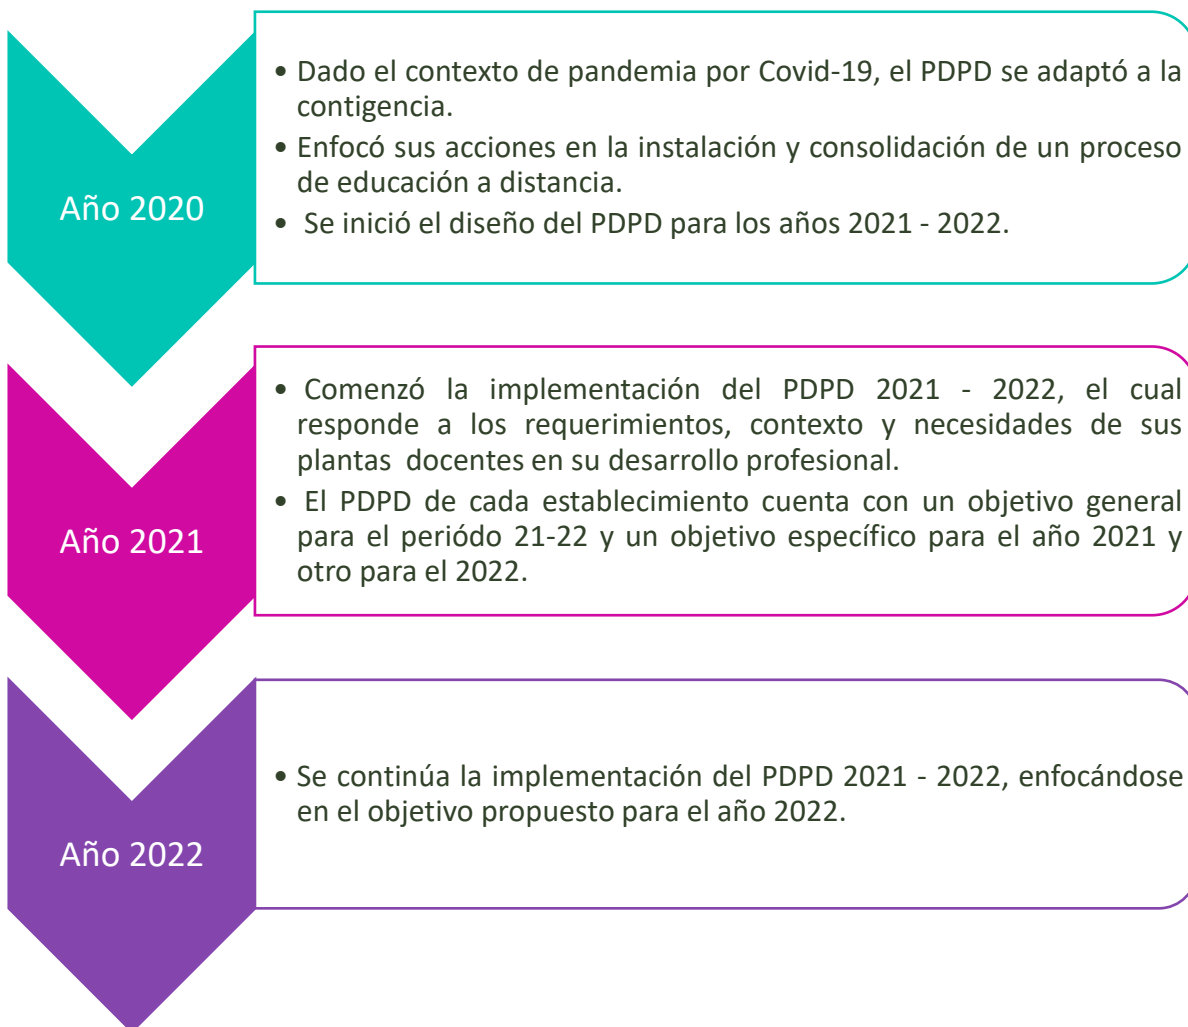 Año 2020
• Dado el contexto de pandemia por Covid-19, el PDPD se adaptó a la
contigencia.
• Enfocó sus acciones en la instalación y consolidación de un proceso
de educación a distancia.
• Se inició el diseño del PDPD para los años 2021 - 2022.
Año 2021
• Comenzó la implementación del PDPD 2021 - 2022, el cual
responde a los requerimientos, contexto y necesidades de sus
plantas docentes en su desarrollo profesional.
• El PDPD de cada establecimiento cuenta con un objetivo general
para el periódo 21-22 y un objetivo específico para el año 2021 y
otro para el 2022.
Año 2022
• Se continúa la implementación del PDPD 2021 - 2022, enfocándose
en el objetivo propuesto para el año 2022.